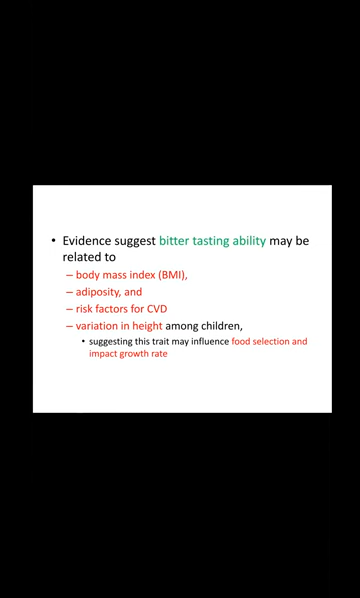 • Evidence suggest bitter tasting ability may be
related to
– body mass index (BMI),
– adiposity, and
– risk factors for CVD
– variation in height among children,
• suggesting this trait may influence food selection and
impact growth rate